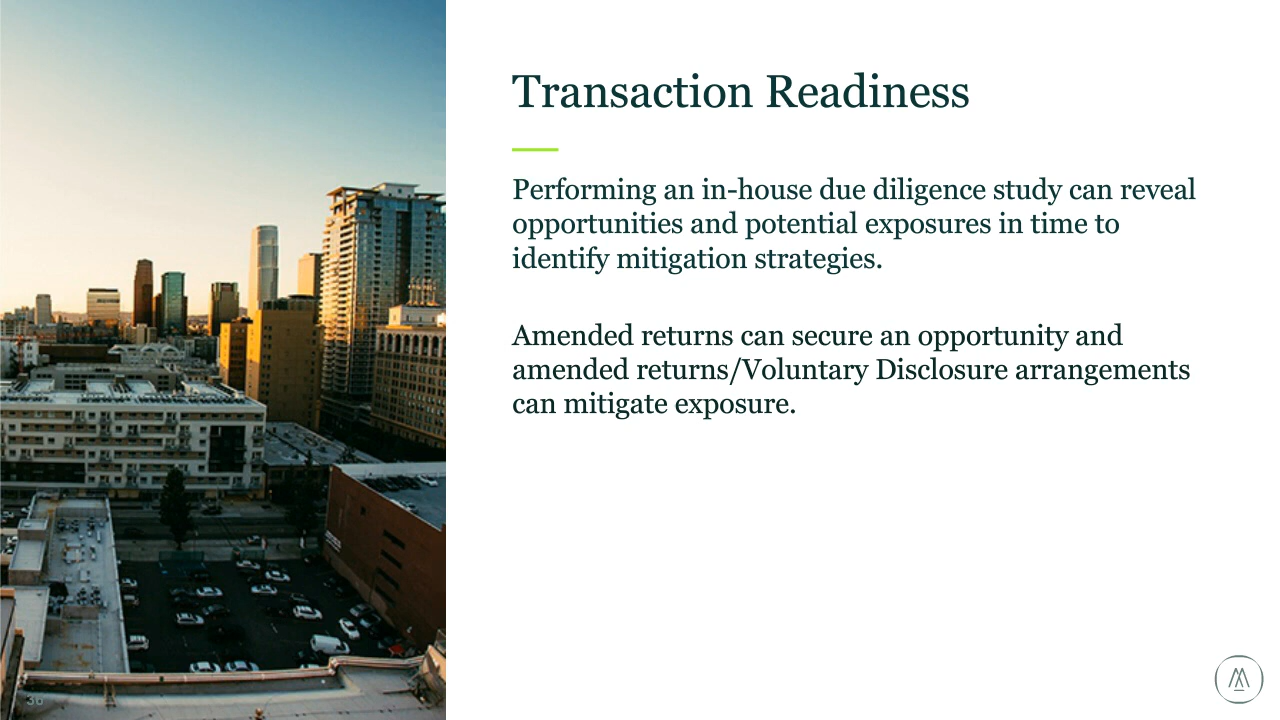 Transaction Readiness
Performing an in-house due diligence study can reveal
opportunities and potential exposures in time to
identify mitigation strategies.
Amended returns can secure an opportunity and
amended returns/Voluntary Disclosure arrangements
can mitigate exposure.